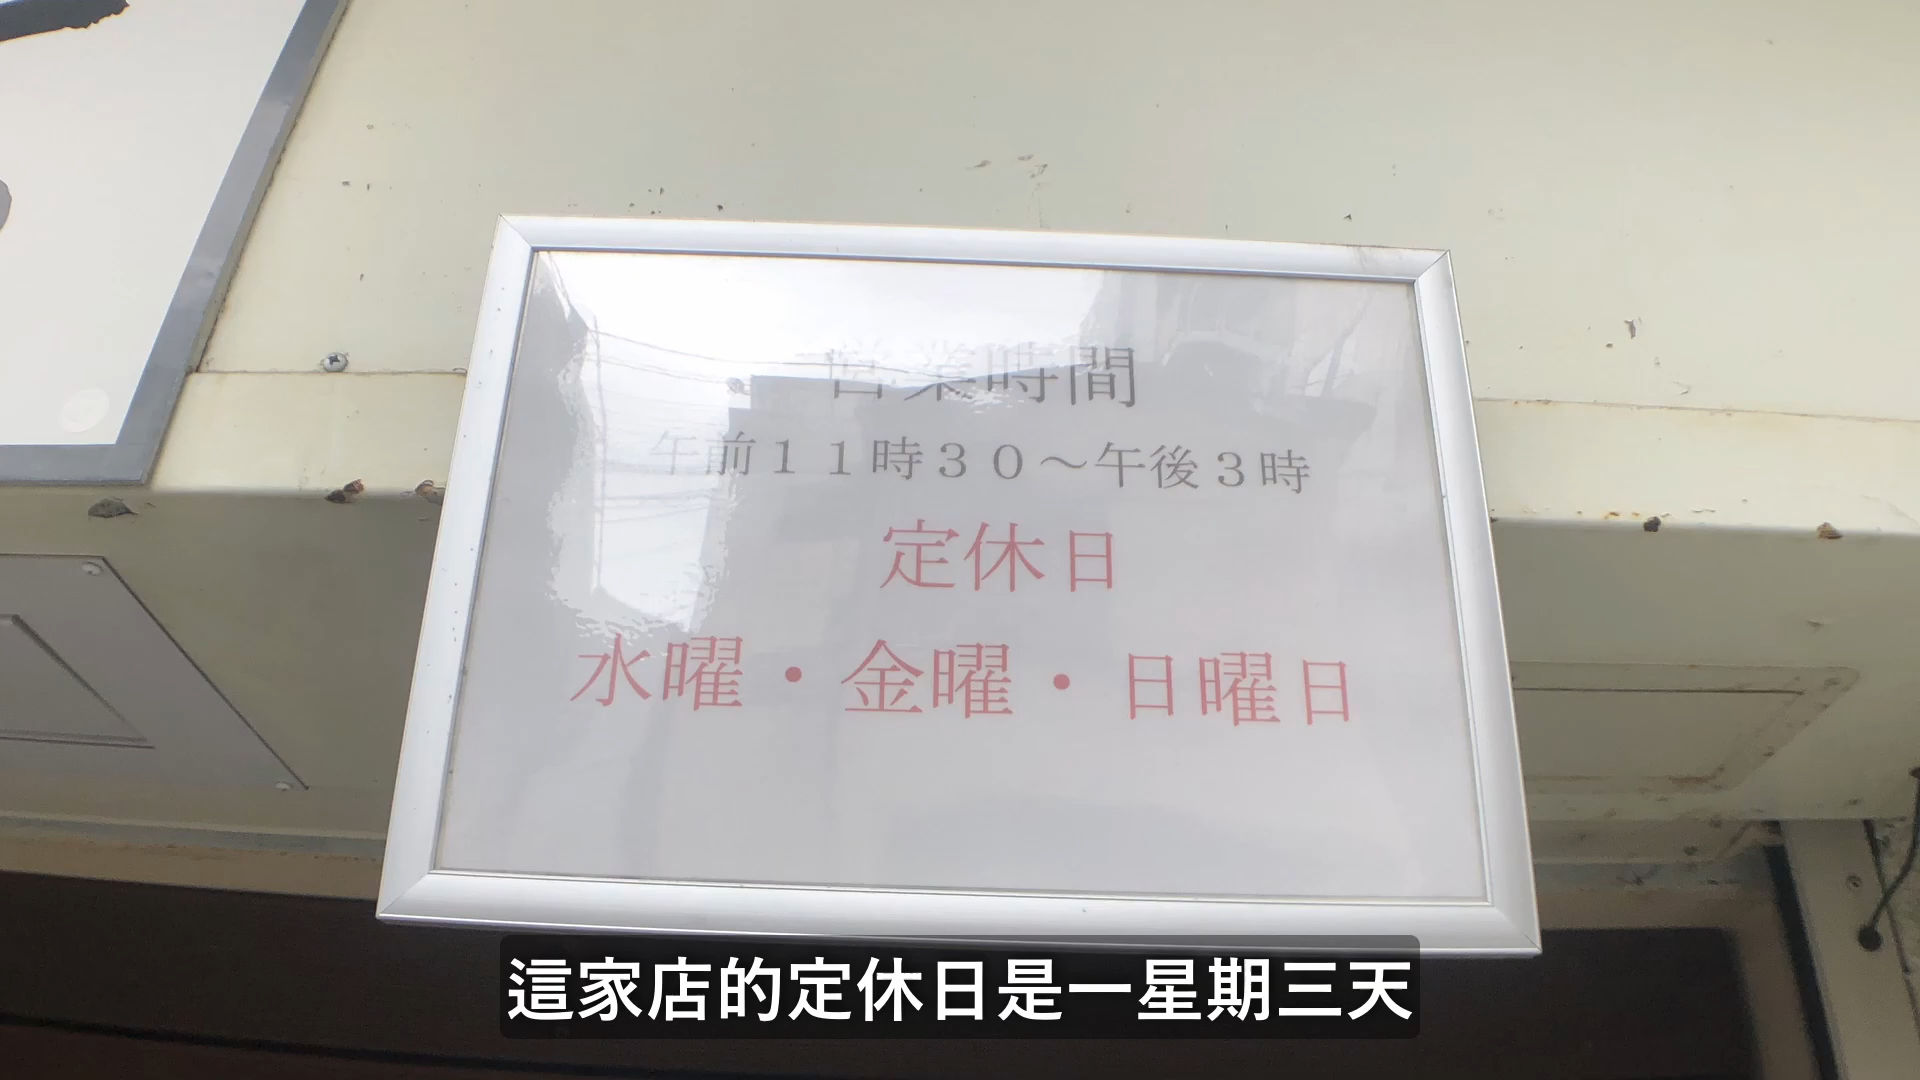 営業時間
午前１１時３０～午後３時
定休日
水曜・金曜・日曜日
這家店的定休日是一星期三天